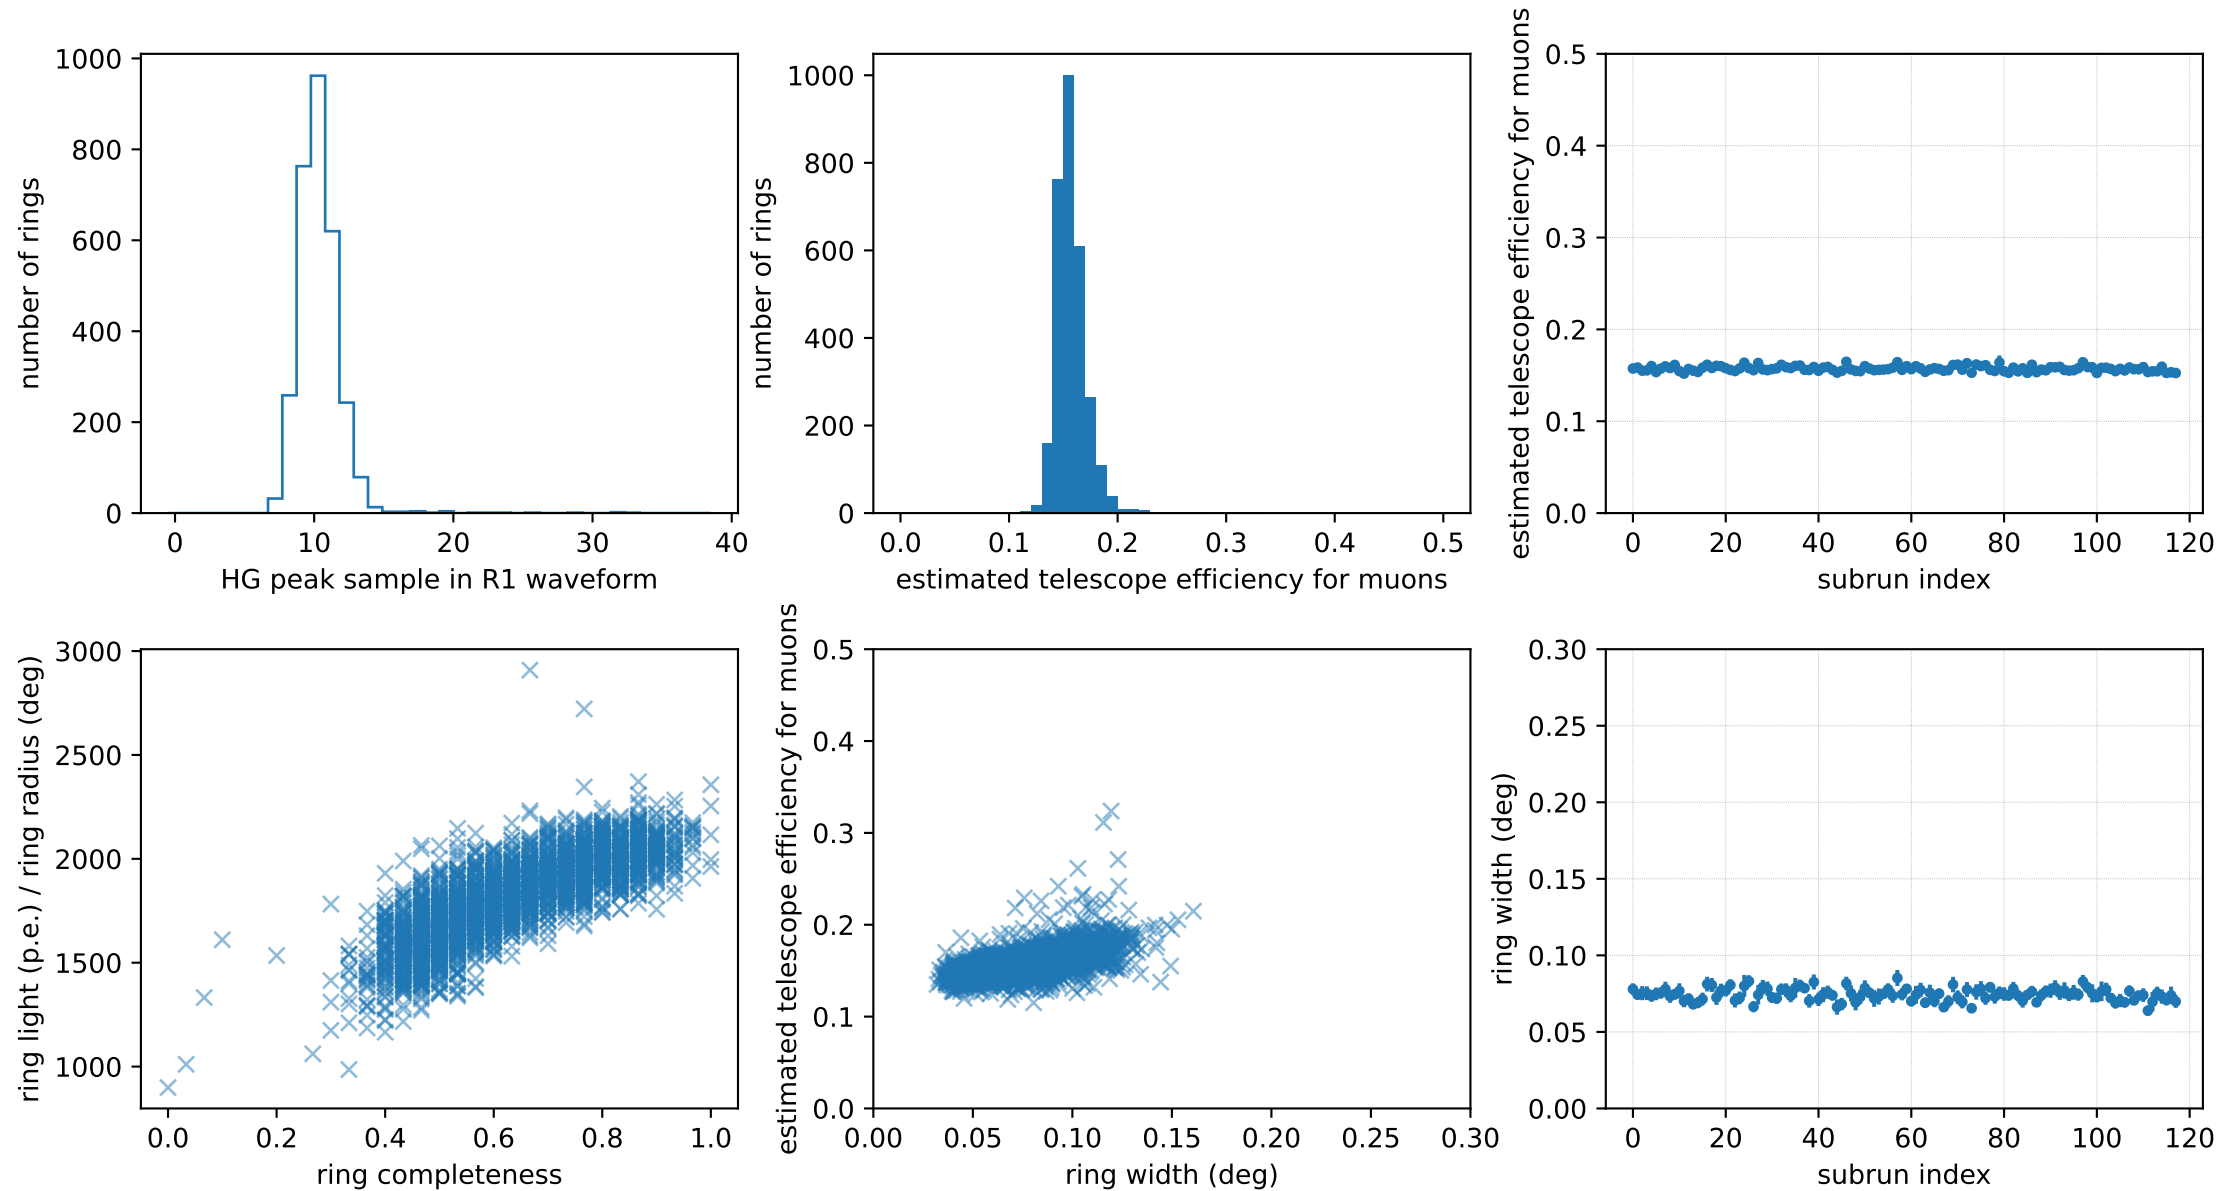 1000
800
600
400
200
0
number of rings
0 10 20 30 40
HG peak sample in R1 waveform
1000
800
600
400
200
0
number of rings
0.0 0.1 0.2 0.3 0.4 0.5
estimated telescope efficiency for muons
0.5
0.4
0.3
0.2
0.1
0.0
estimated telescope efficiency for muons
0 20 40 60 80 100 120
subrun index
3000
2500
2000
1500
1000
ring light (p.e.) / ring radius (deg)
0.0 0.2 0.4 0.6 0.8 1.0
ring completeness
0.5
0.4
0.3
0.2
0.1
0.0
estimated telescope efficiency for muons
0.00 0.05 0.10 0.15 0.20 0.25 0.30
ring width (deg)
0.30
0.25
0.20
0.15
0.10
0.05
0.00
ring width (deg)
0 20 40 60 80 100 120
subrun index